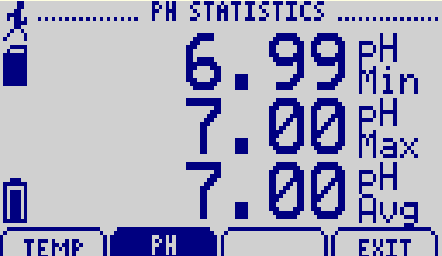 PH STATISTICS
6.99 pH Min
7.00 pH Max
7.00 pH Avg
TEMP PH EXIT